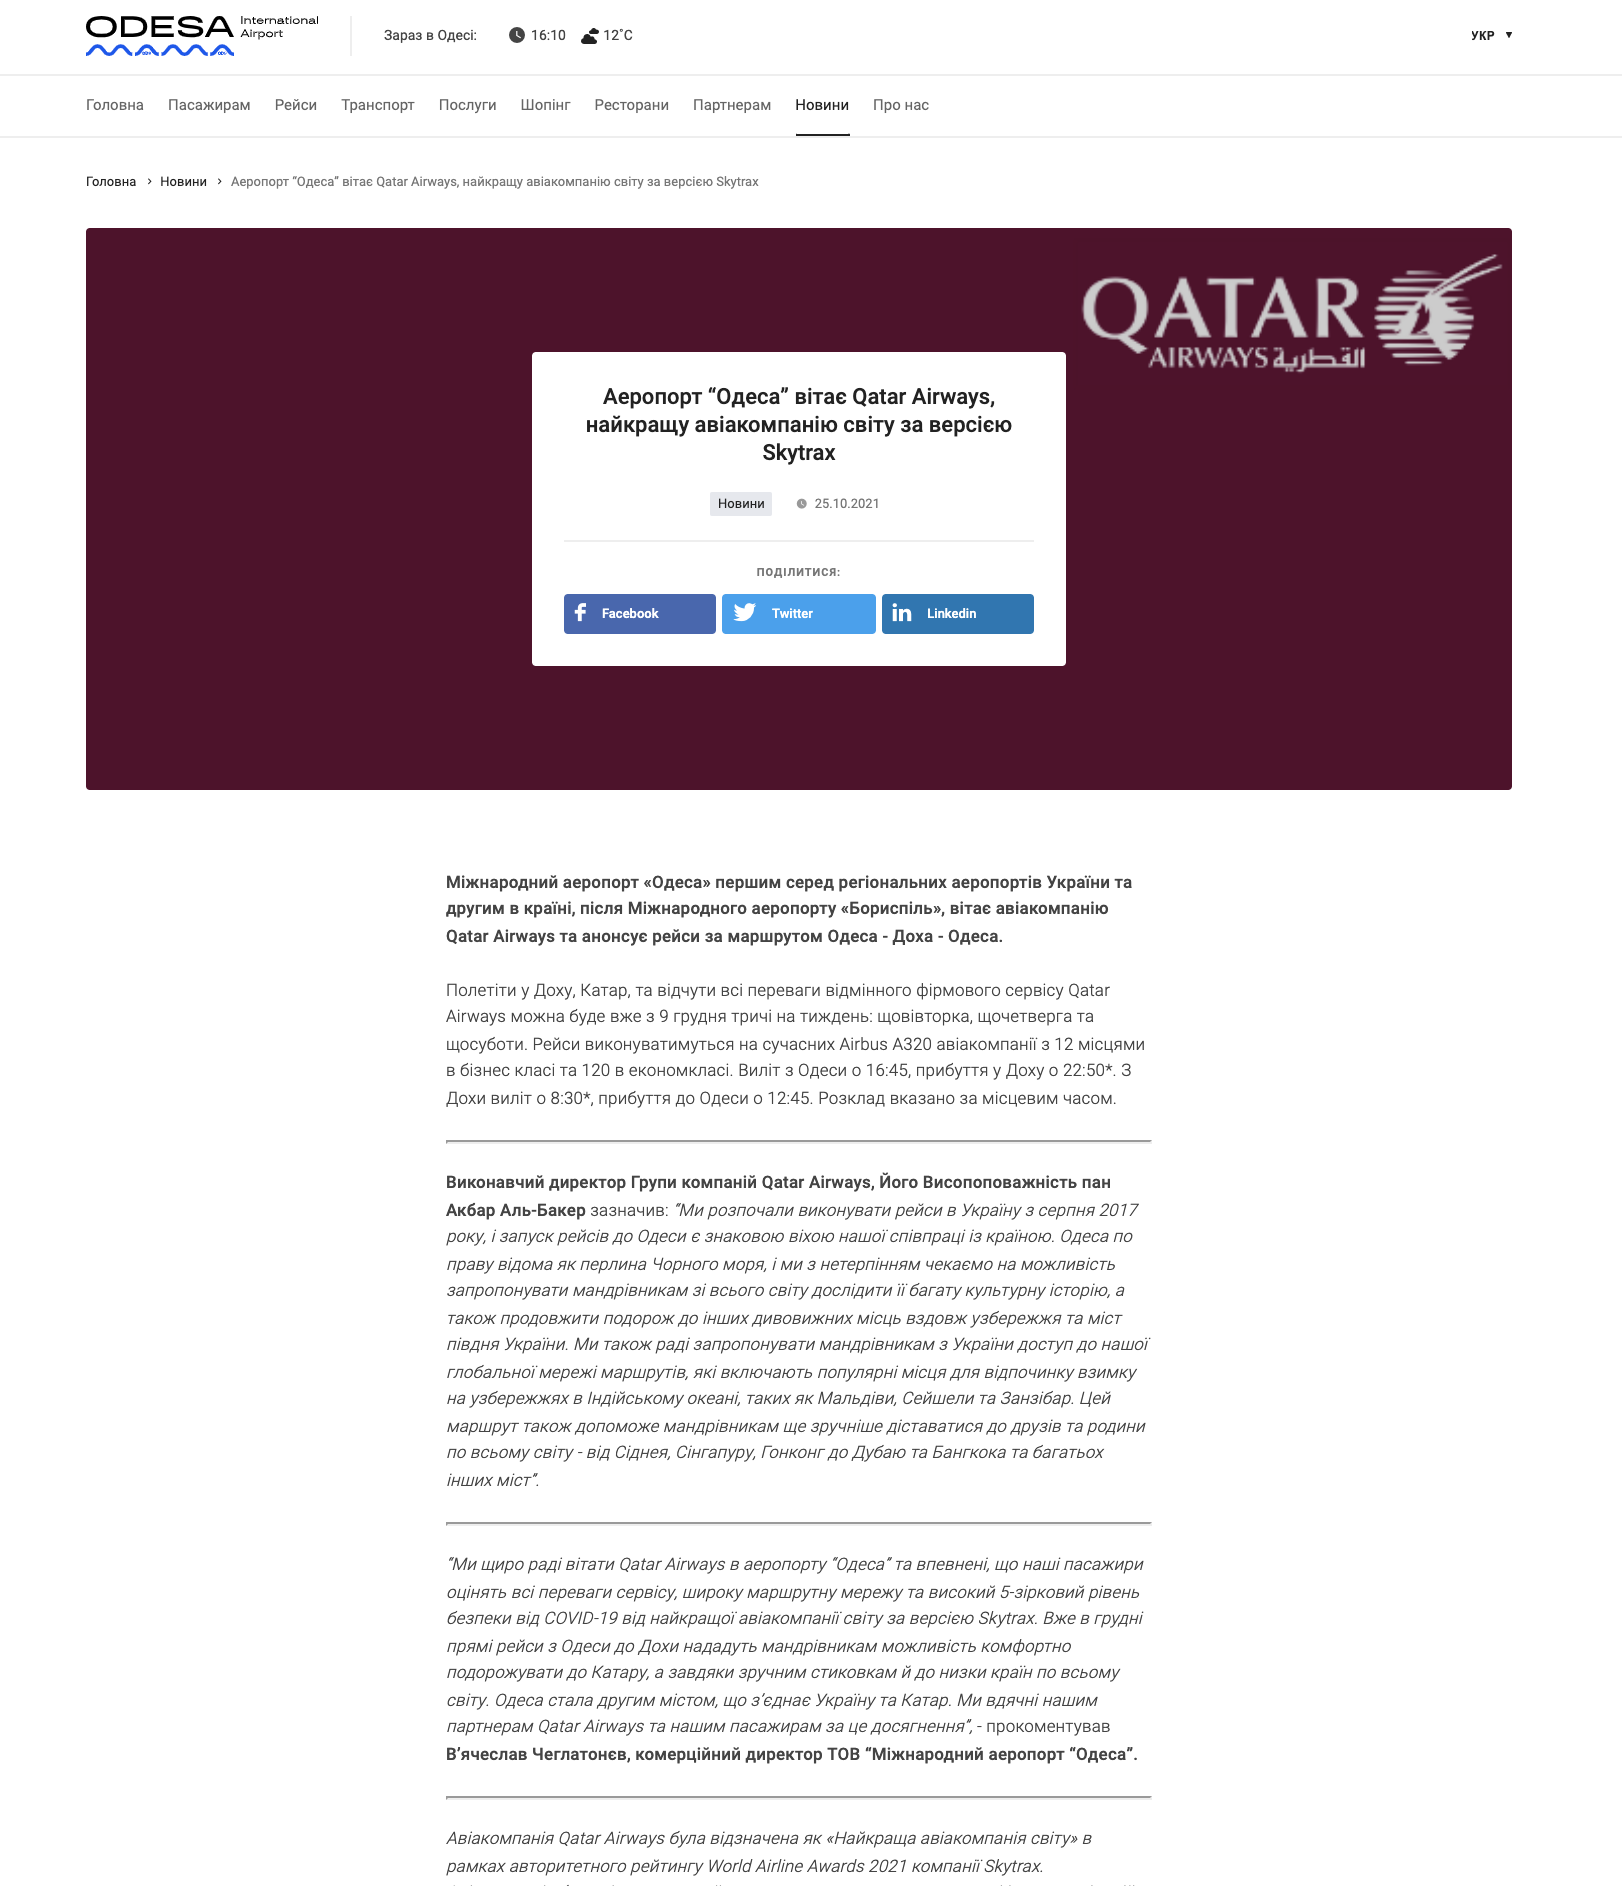 ODESA International Airport
Зараз в Одесі: 16:10 12˚C
УКР
Головна Пасажирам Рейси Транспорт Послуги Шопінг Ресторани Партнерам Новини Про нас
Головна › Новини › Аеропорт “Одеса” вітає Qatar Airways, найкращу авіакомпанію світу за версією Skytrax
QATAR
AIRWAYS القطرية
Аеропорт “Одеса” вітає Qatar Airways,
найкращу авіакомпанію світу за версією
Skytrax
Новини 25.10.2021
ПОДІЛИТИСЯ:
Facebook Twitter Linkedin
Міжнародний аеропорт «Одеса» першим серед регіональних аеропортів України та
другим в країні, після Міжнародного аеропорту «Бориспіль», вітає авіакомпанію
Qatar Airways та анонсує рейси за маршрутом Одеса - Доха - Одеса.
Полетіти у Доху, Катар, та відчути всі переваги відмінного фірмового сервісу Qatar
Airways можна буде вже з 9 грудня тричі на тиждень: щовівторка, щочетверга та
щосуботи. Рейси виконуватимуться на сучасних Airbus A320 авіакомпанії з 12 місцями
в бізнес класі та 120 в економкласі. Виліт з Одеси о 16:45, прибуття у Доху о 22:50*. З
Дохи виліт о 8:30*, прибуття до Одеси о 12:45. Розклад вказано за місцевим часом.
Виконавчий директор Групи компаній Qatar Airways, Його Висопоповажність пан
Акбар Аль-Бакер зазначив: “Ми розпочали виконувати рейси в Україну з серпня 2017
року, і запуск рейсів до Одеси є знаковою віхою нашої співпраці із країною. Одеса по
праву відома як перлина Чорного моря, і ми з нетерпінням чекаємо на можливість
запропонувати мандрівникам зі всього світу дослідити її багату культурну історію, а
також продовжити подорож до інших дивовижних місць вздовж узбережжя та міст
півдня України. Ми також раді запропонувати мандрівникам з України доступ до нашої
глобальної мережі маршрутів, які включають популярні місця для відпочинку взимку
на узбережжях в Індійському океані, таких як Мальдіви, Сейшели та Занзібар. Цей
маршрут також допоможе мандрівникам ще зручніше діставатися до друзів та родини
по всьому світу - від Сіднея, Сінгапуру, Гонконг до Дубаю та Бангкока та багатьох
інших міст”.
“Ми щиро раді вітати Qatar Airways в аеропорту “Одеса” та впевнені, що наші пасажири
оцінять всі переваги сервісу, широку маршрутну мережу та високий 5-зірковий рівень
безпеки від COVID-19 від найкращої авіакомпанії світу за версією Skytrax. Вже в грудні
прямі рейси з Одеси до Дохи нададуть мандрівникам можливість комфортно
подорожувати до Катару, а завдяки зручним стиковкам й до низки країн по всьому
світу. Одеса стала другим містом, що з’єднає Україну та Катар. Ми вдячні нашим
партнерам Qatar Airways та нашим пасажирам за це досягнення”, - прокоментував
В’ячеслав Чеглатонєв, комерційний директор ТОВ “Міжнародний аеропорт “Одеса”.
Авіакомпанія Qatar Airways була відзначена як «Найкраща авіакомпанія світу» в
рамках авторитетного рейтингу World Airline Awards 2021 компанії Skytrax.